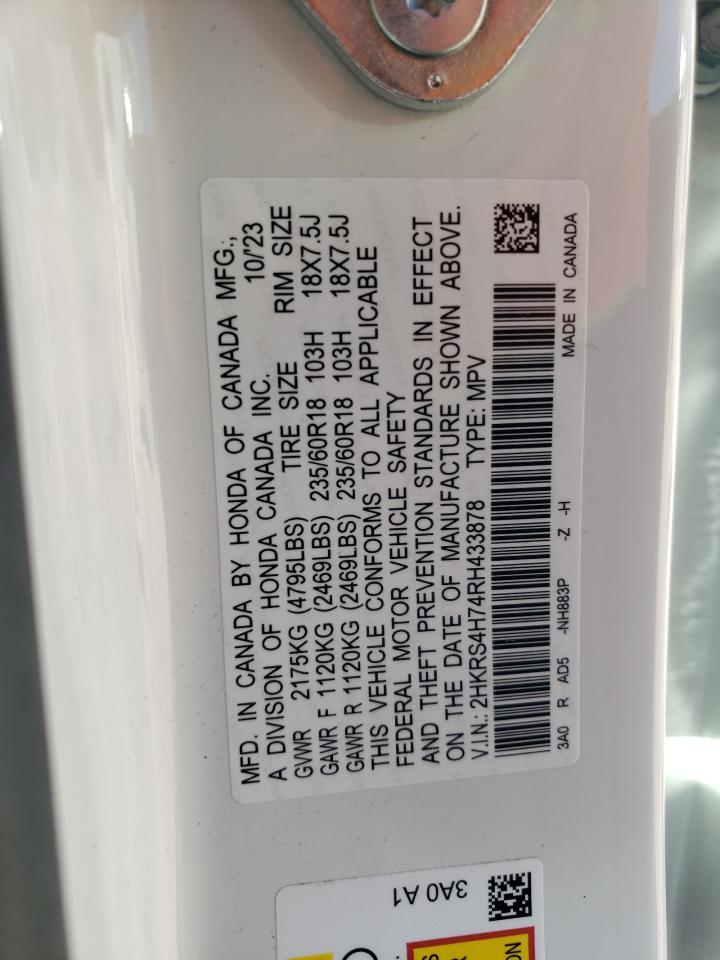 MFD. IN CANADA BY HONDA OF CANADA MFG.,
A DIVISION OF HONDA CANADA INC. 10/'23
GVWR 2175KG (4795LBS) TIRE SIZE RIM SIZE
GAWR F 1120KG (2469LBS) 235/60R18 103H 18X7.5J
GAWR R 1120KG (2469LBS) 235/60R18 103H 18X7.5J
THIS VEHICLE CONFORMS TO ALL APPLICABLE
FEDERAL MOTOR VEHICLE SAFETY
AND THEFT PREVENTION STANDARDS IN EFFECT
ON THE DATE OF MANUFACTURE SHOWN ABOVE.
V.I.N.: 2HKRS4H74RH433878 TYPE: MPV
3A0 R AD5 -NH883P -Z -H MADE IN CANADA
3A0 A1
ON